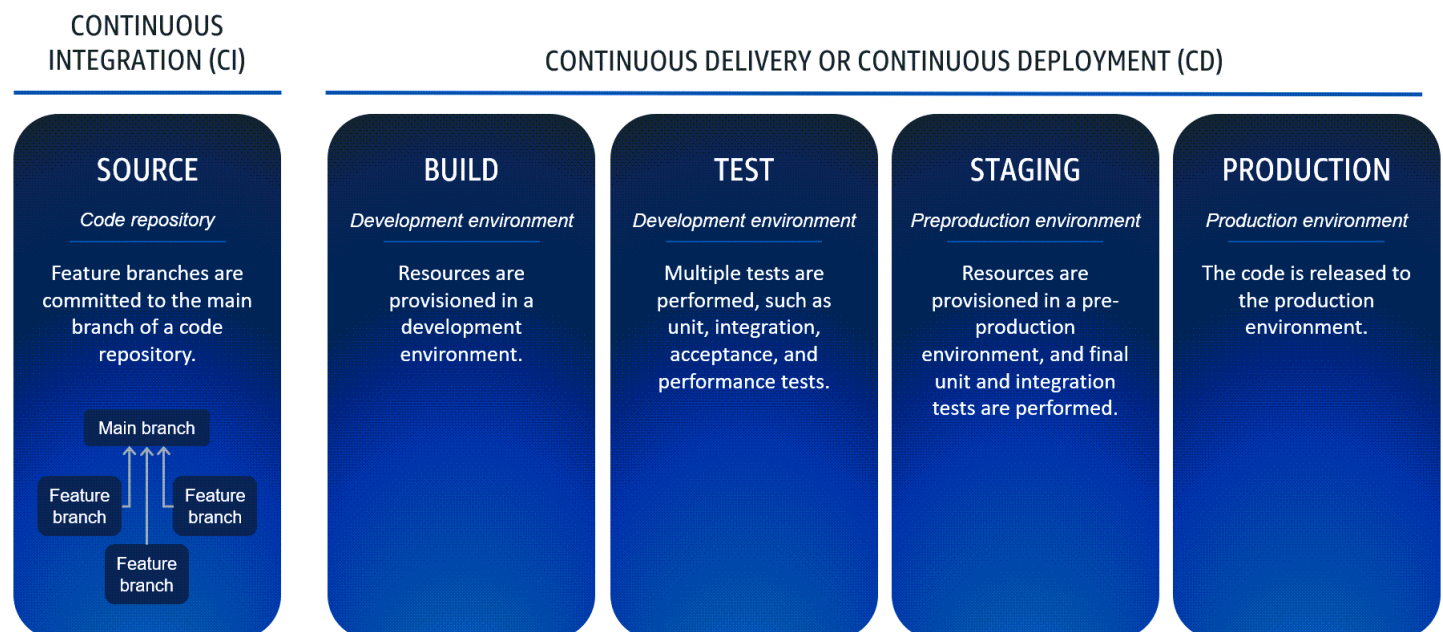 CONTINUOUS
INTEGRATION (CI)
CONTINUOUS DELIVERY OR CONTINUOUS DEPLOYMENT (CD)
SOURCE
Code repository
Feature branches are
committed to the main
branch of a code
repository.
Main branch
Feature
branch
Feature
branch
Feature
branch
BUILD
Development environment
Resources are
provisioned in a
development
environment.
TEST
Development environment
Multiple tests are
performed, such as
unit, integration,
acceptance, and
performance tests.
STAGING
Preproduction environment
Resources are
provisioned in a pre-
production
environment, and final
unit and integration
tests are performed.
PRODUCTION
Production environment
The code is released to
the production
environment.